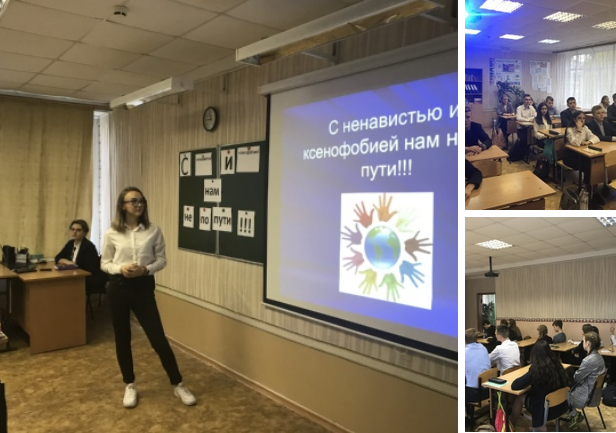 С
И
нам
не по пути !!!
С ненавистью и
ксенофобией нам н
пути!!!